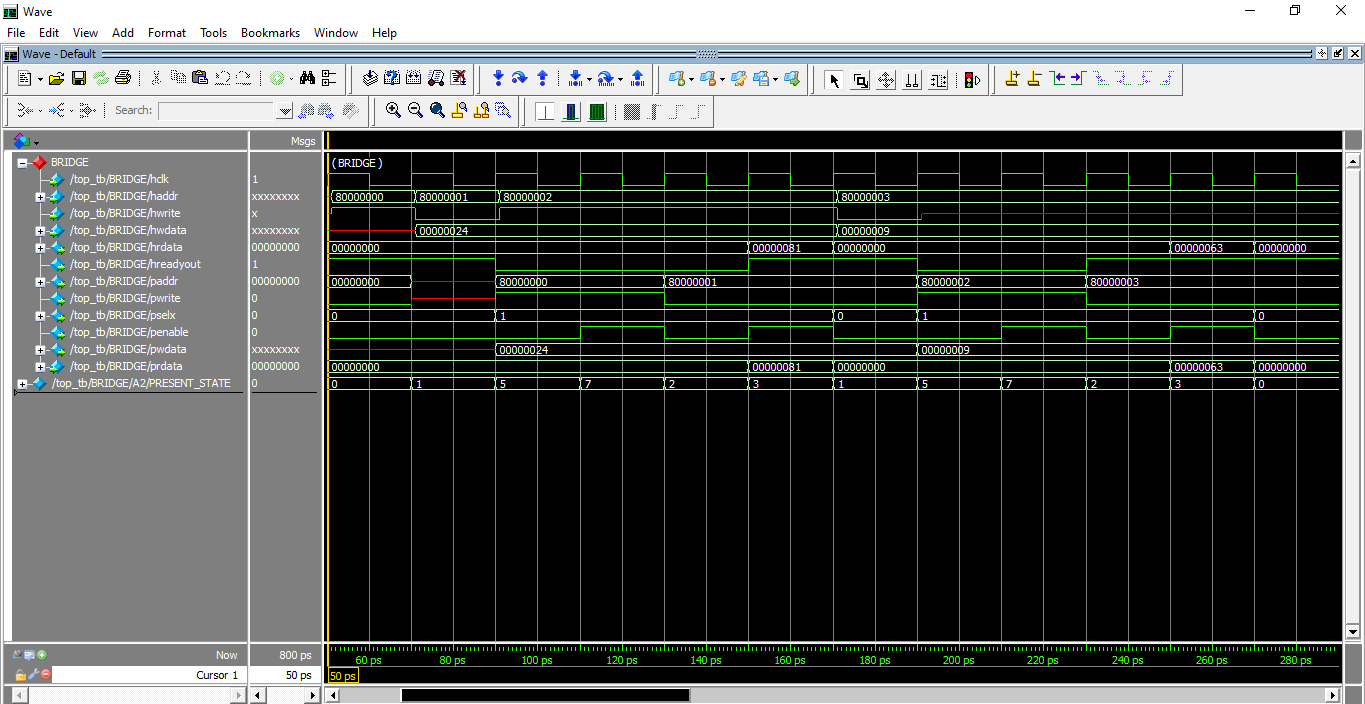 Wave
File Edit View Add Format Tools Bookmarks Window Help
Wave - Default
Search:
Msgs
BRIDGE (BRIDGE)
/top_tb/BRIDGE/hclk 1
/top_tb/BRIDGE/haddr xxxxxxxx 80000000 80000001 80000002 80000003
/top_tb/BRIDGE/hwrite x
/top_tb/BRIDGE/hwdata xxxxxxxx 00000024 00000009
/top_tb/BRIDGE/hrdata 00000000 00000000 00000081 00000000 00000063 00000000
/top_tb/BRIDGE/hreadyout 1
/top_tb/BRIDGE/paddr 00000000 00000000 80000000 80000001 80000002 80000003
/top_tb/BRIDGE/pwrite 0
/top_tb/BRIDGE/pselx 0 0 1 0 1 0
/top_tb/BRIDGE/penable 0
/top_tb/BRIDGE/pwdata xxxxxxxx 00000024 00000009
/top_tb/BRIDGE/prdata 00000000 00000000 00000081 00000000 00000063 00000000
/top_tb/BRIDGE/A2/PRESENT_STATE 0 0 1 5 7 2 3 1 5 7 2 3 0
Now 800 ps 60 ps 80 ps 100 ps 120 ps 140 ps 160 ps 180 ps 200 ps 220 ps 240 ps 260 ps 280 ps
Cursor 1 50 ps 50 ps